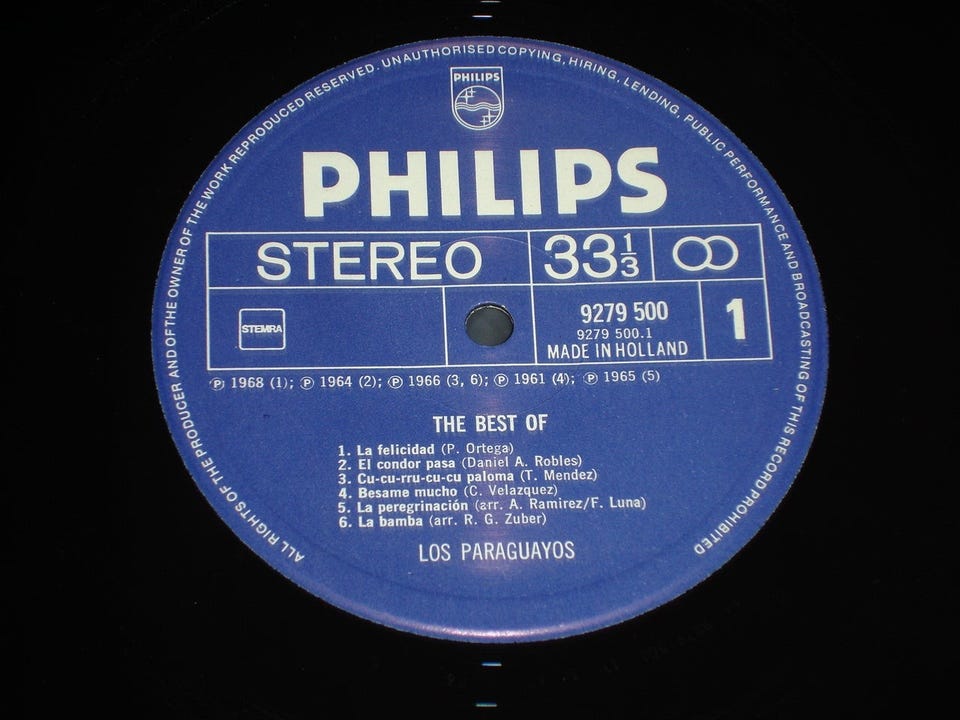 ALL RIGHTS OF THE PRODUCER AND OF THE OWNER OF THE WORK REPRODUCED RESERVED. UNAUTHORISED COPYING, HIRING, LENDING, PUBLIC PERFORMANCE AND BROADCASTING OF THIS RECORD PROHIBITED
PHILIPS
PHILIPS
STEREO 33 1/3
STEMRA
9279 500
9279 500.1
MADE IN HOLLAND
1
Ⓟ 1968 (1); Ⓟ 1964 (2); Ⓟ 1966 (3, 6); Ⓟ 1961 (4); Ⓟ 1965 (5)
THE BEST OF
1. La felicidad (P. Ortega)
2. El condor pasa (Daniel A. Robles)
3. Cu-cu-rru-cu-cu paloma (T. Mendez)
4. Besame mucho (C. Velazquez)
5. La peregrinación (arr. A. Ramirez/F. Luna)
6. La bamba (arr. R. G. Zuber)
LOS PARAGUAYOS